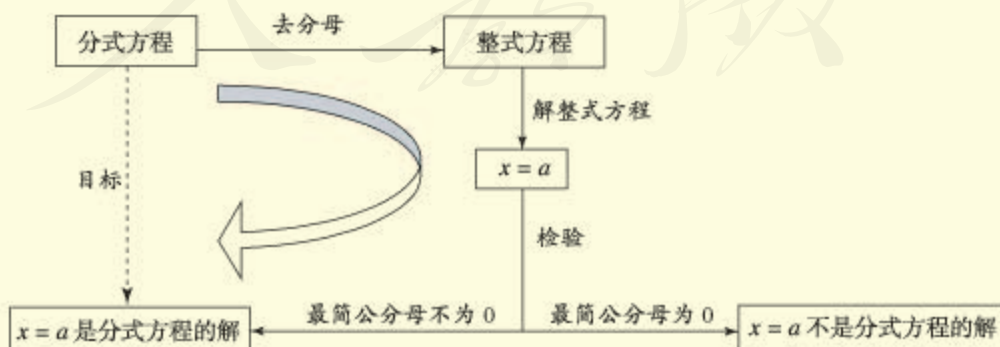 去分母
分式方程
整式方程
解整式方程
x = a
目标
检验
最简公分母不为 0
最简公分母为 0
x = a 是分式方程的解
x = a 不是分式方程的解